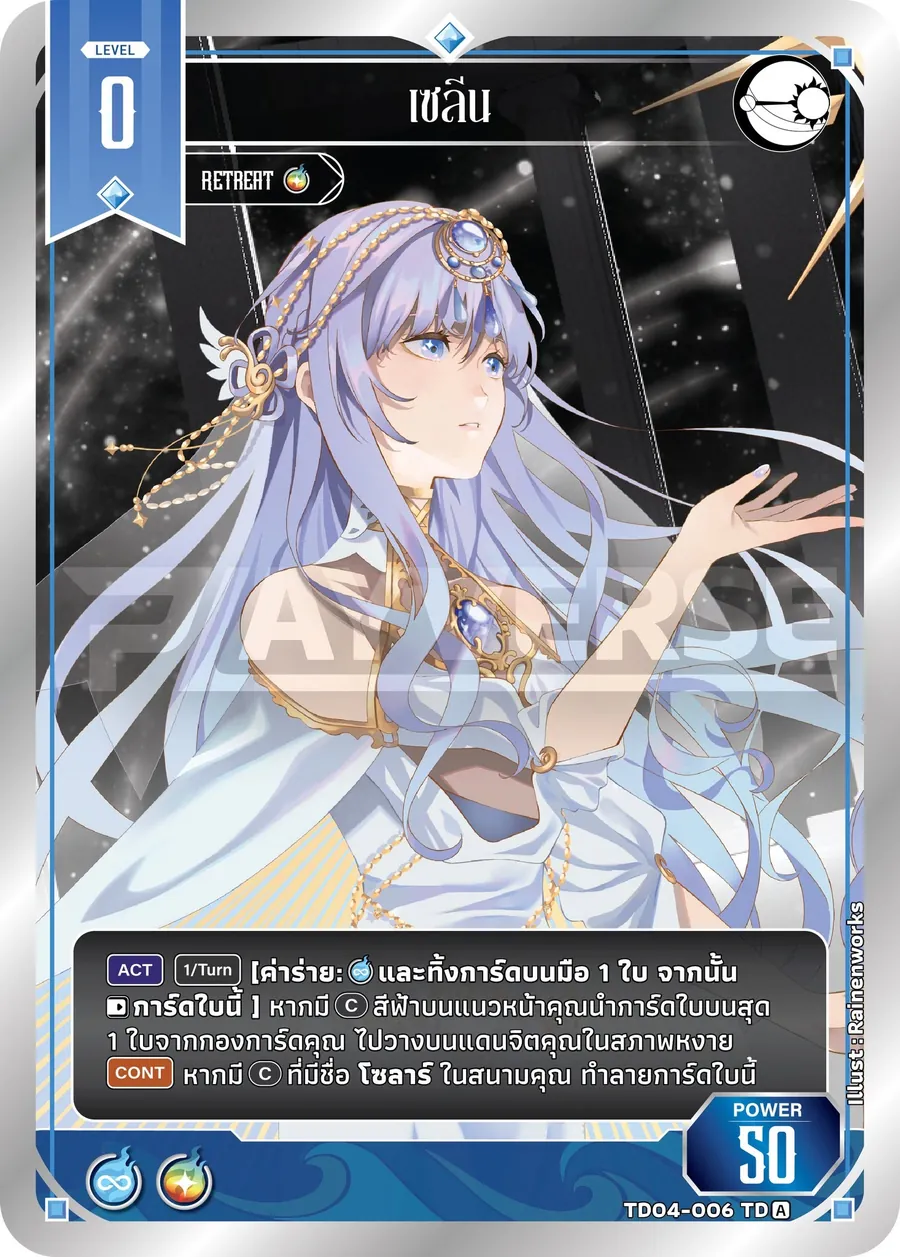 LEVEL
0
เซลีน
RETREAT
PLAYVERSE
ACT 1/Turn [ค่าร่าย: และทิ้งการ์ดบนมือ 1 ใบ จากนั้น
การ์ดใบนี้ ] หากมี C สีฟ้าบนแนวหน้าคุณนำการ์ดใบบนสุด
1 ใบจากกองการ์ดคุณ ไปวางบนแดนจิตคุณในสภาพหงาย
CONT หากมี C ที่มีชื่อ โซลาร์ ในสนามคุณ ทำลายการ์ดใบนี้
Illust : Rainenworks
POWER
50
TD04-006 TD A